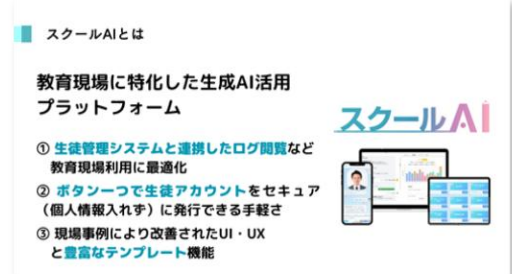 スクールAIとは
教育現場に特化した生成AI活用
プラットフォーム
スクールAI
① 生徒管理システムと連携したログ閲覧など
教育現場利用に最適化
② ボタン一つで生徒アカウントをセキュア
（個人情報入れず）に発行できる手軽さ
③ 現場事例により改善されたUI・UX
と豊富なテンプレート機能